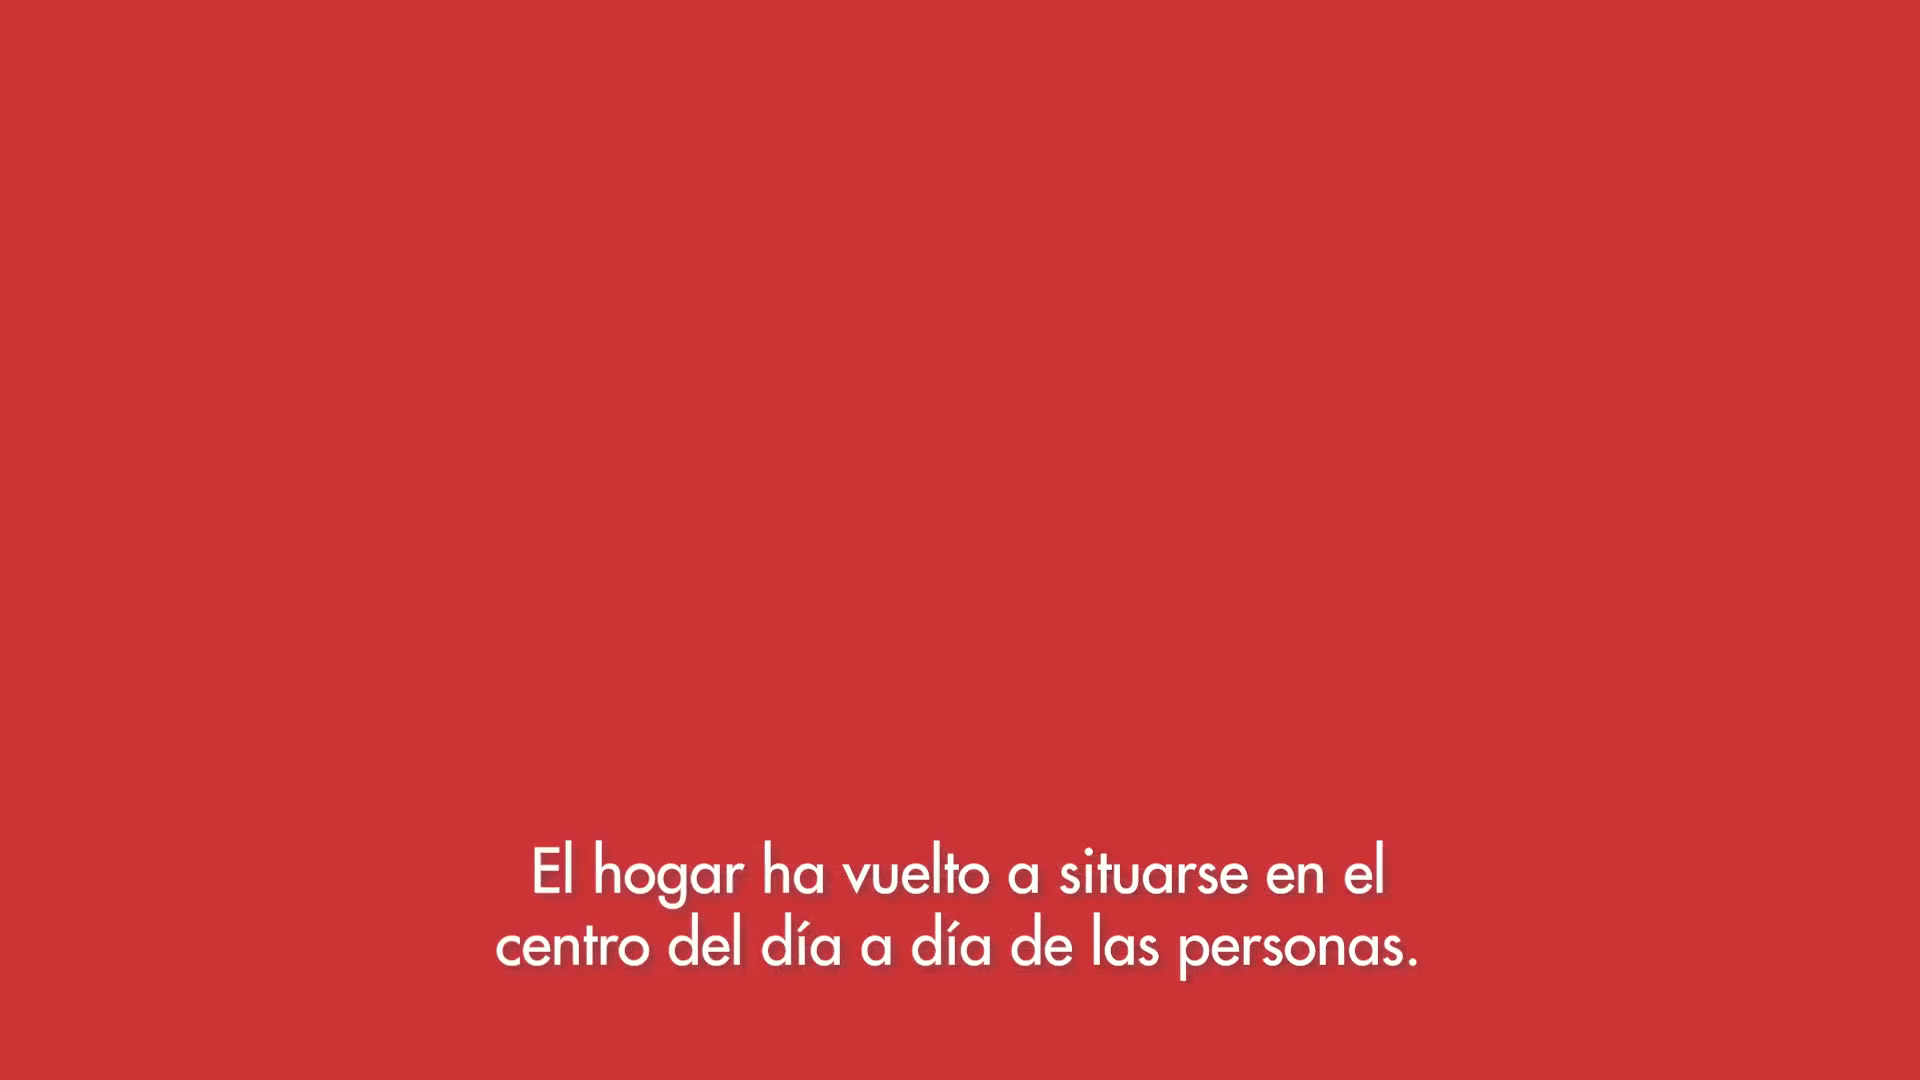 El hogar ha vuelto a situarse en el
centro del día a día de las personas.